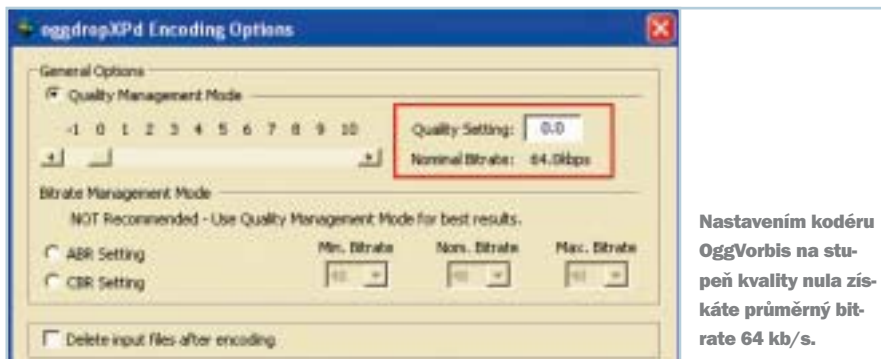 oggdropXPd Encoding Options
General Options
Quality Management Mode
-1 0 1 2 3 4 5 6 7 8 9 10
Quality Setting: 0.0
Nominal Bitrate: 64.0kbps
Bitrate Management Mode
NOT Recommended - Use Quality Management Mode for best results.
ABR Setting
CBR Setting
Min. Bitrate
Nom. Bitrate
Max. Bitrate
Delete input files after encoding
Nastavením kodéru
OggVorbis na stu-
peň kvality nula zís-
káte průměrný bit-
rate 64 kb/s.